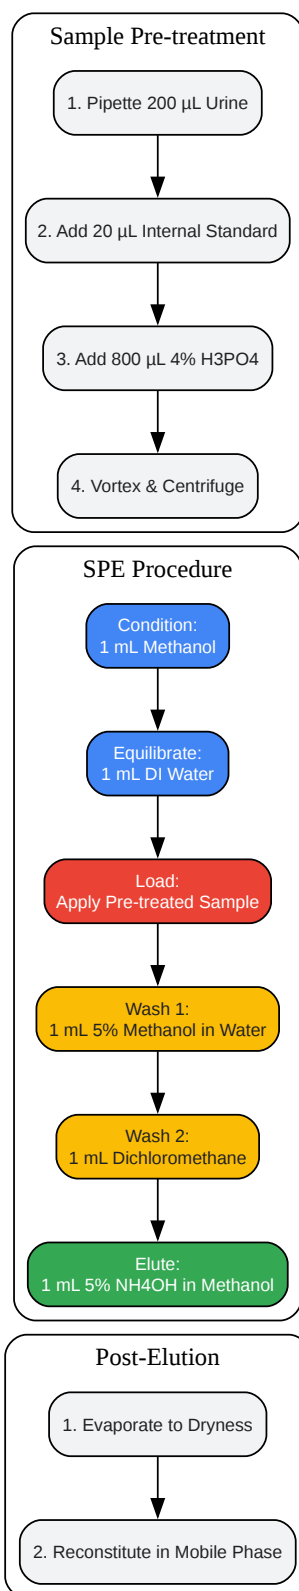 Sample Pre-treatment
1. Pipette 200 µL Urine
2. Add 20 µL Internal Standard
3. Add 800 µL 4% H3PO4
4. Vortex & Centrifuge
SPE Procedure
Condition:
1 mL Methanol
Equilibrate:
1 mL DI Water
Load:
Apply Pre-treated Sample
Wash 1:
1 mL 5% Methanol in Water
Wash 2:
1 mL Dichloromethane
Elute:
1 mL 5% NH4OH in Methanol
Post-Elution
1. Evaporate to Dryness
2. Reconstitute in Mobile Phase